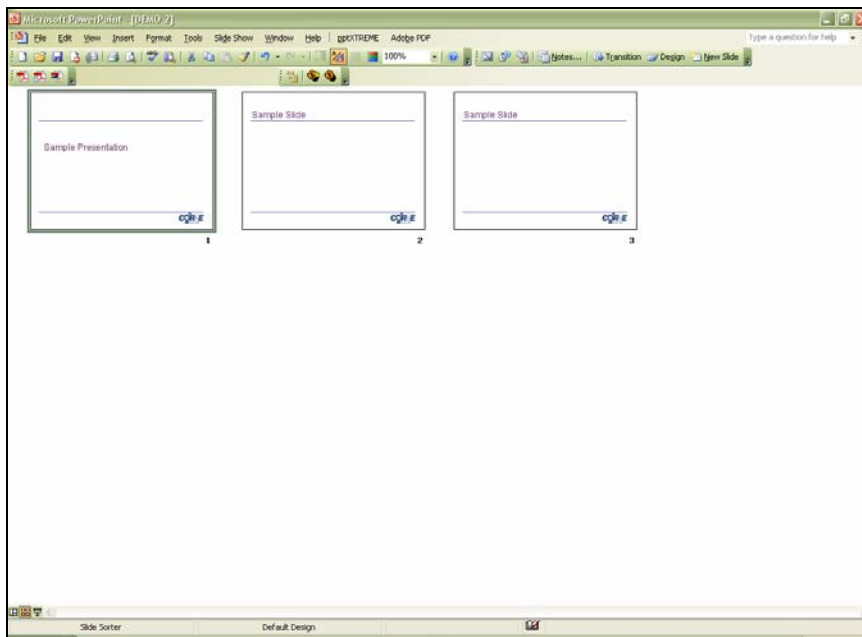 Microsoft PowerPoint - [DEMO 2]
File Edit View Insert Format Tools Slide Show Window Help pptXTREME Adobe PDF
Type a question for help
100% Notes... Transition Design New Slide
Sample Presentation
1
Sample Slide
2
Sample Slide
3
Slide Sorter Default Design